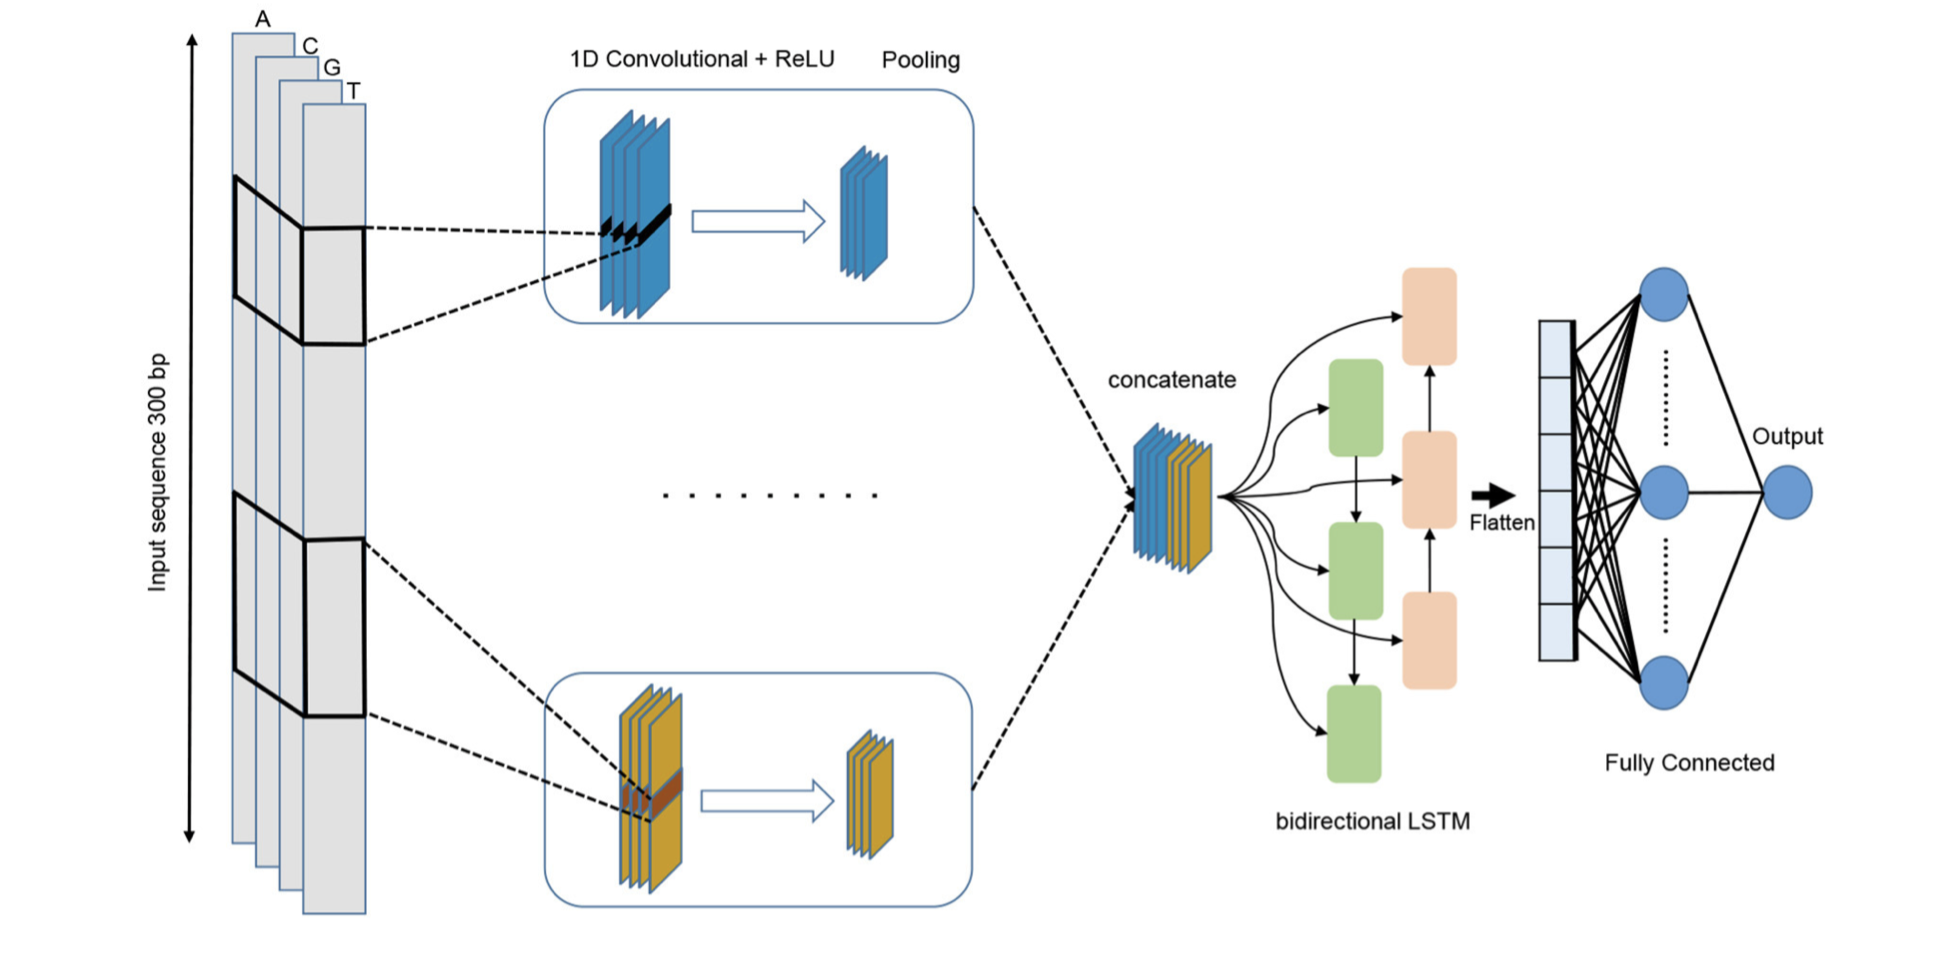 A
C
G
T
Input sequence 300 bp
1D Convolutional + ReLU
Pooling
concatenate
bidirectional LSTM
Flatten
Fully Connected
Output